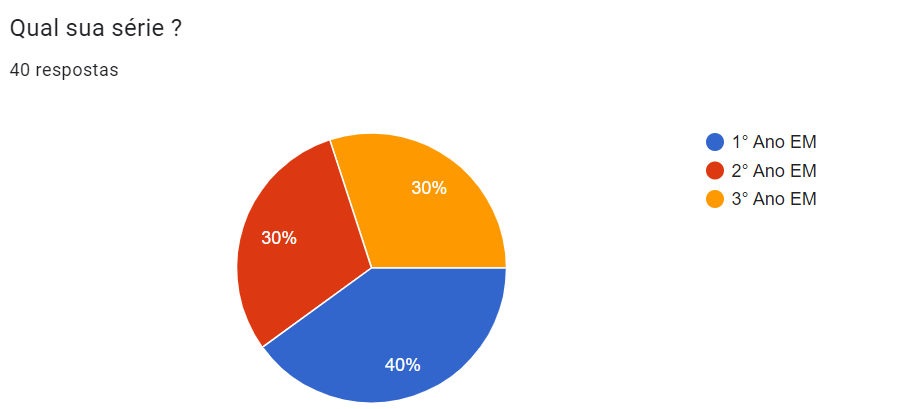 Qual sua série ?
40 respostas
1° Ano EM
2° Ano EM
3° Ano EM
30%
30%
40%